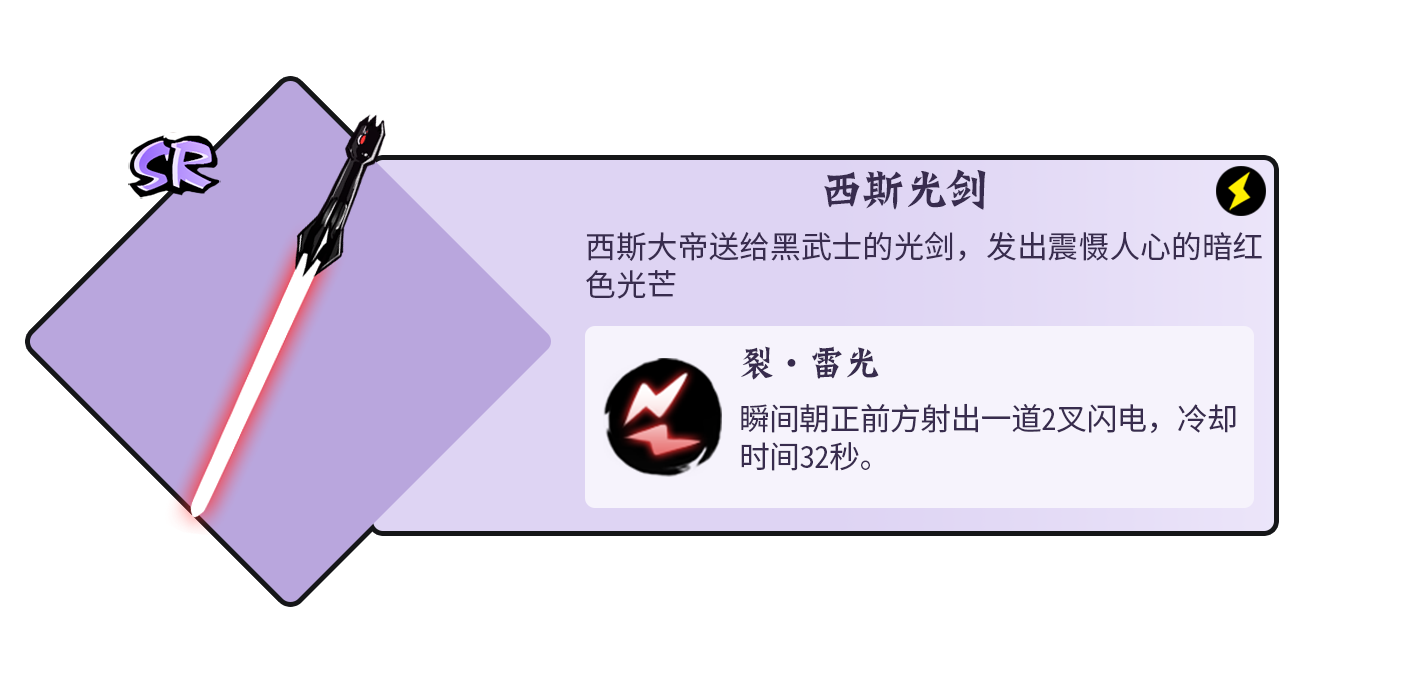 SR
西斯光剑
西斯大帝送给黑武士的光剑，发出震慑人心的暗红
色光芒
裂·雷光
瞬间朝正前方射出一道2叉闪电，冷却
时间32秒。